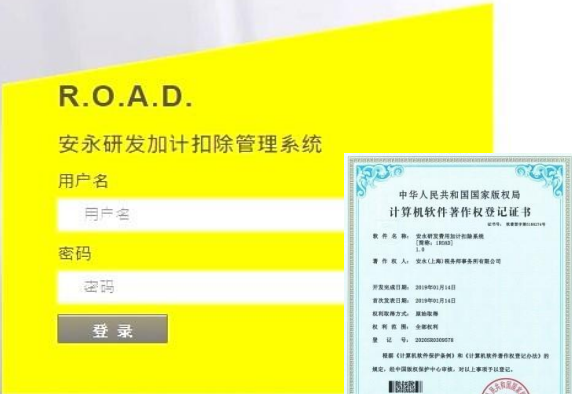 R.O.A.D.
安永研发加计扣除管理系统
用户名
用户名
密码
密码
登 录
中华人民共和国国家版权局
计算机软件著作权登记证书
软 件 名 称： 安永研发费用加计扣除系统
1.0
著 作 权 人： 安永（上海）税务师事务所有限公司
开发完成日期： 2019年01月14日
首次发表日期： 2019年01月14日
权利取得方式： 原始取得
权 利 范 围： 全部权利
登 记 号： 2020SR0309578
根据《计算机软件保护条例》和《计算机软件著作权登记办法》的
规定，经中国版权保护中心审核，对以上事项予以登记。